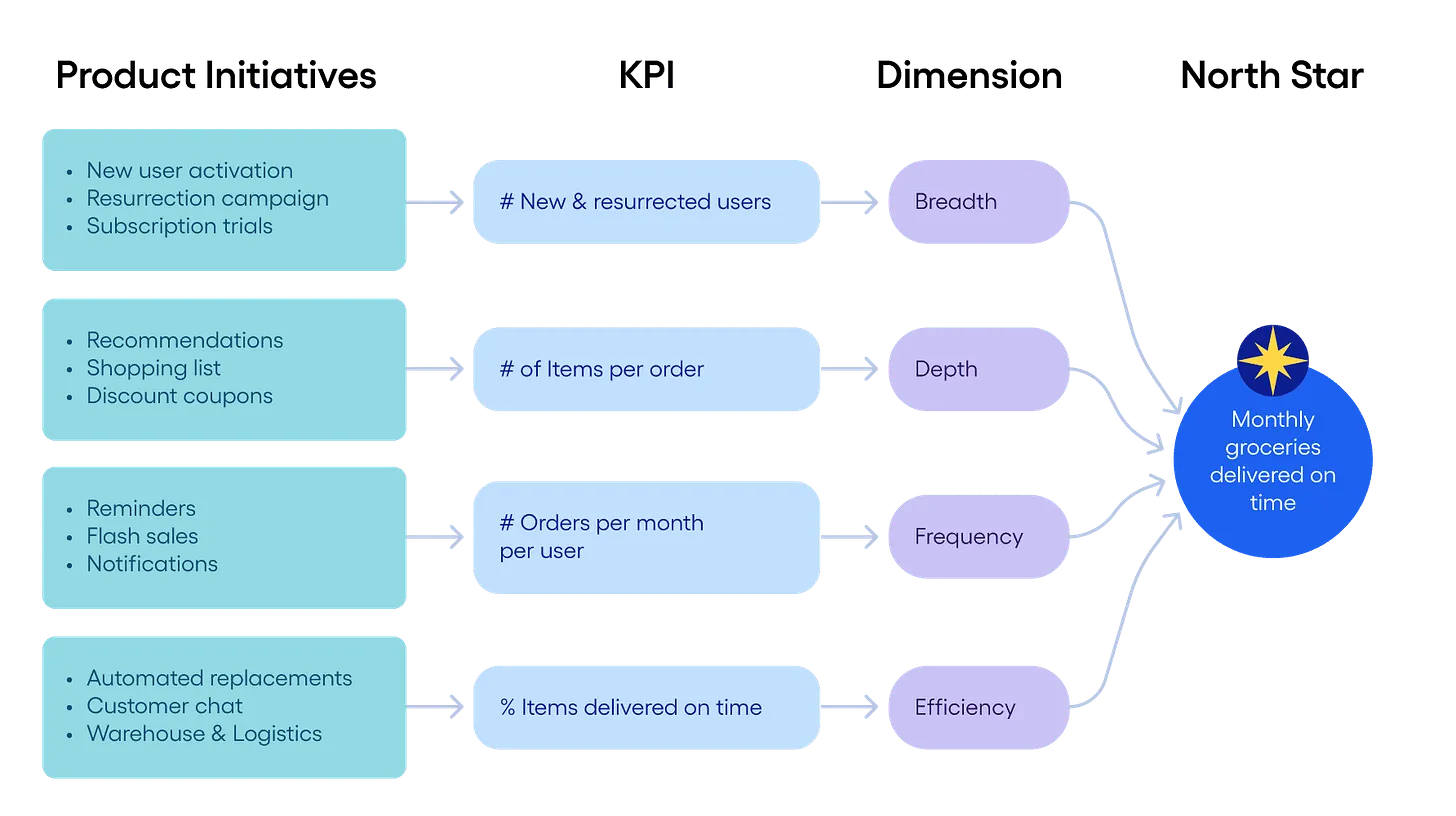 Product Initiatives
KPI
Dimension
North Star
• New user activation
• Resurrection campaign
• Subscription trials
# New & resurrected users
Breadth
• Recommendations
• Shopping list
• Discount coupons
# of Items per order
Depth
• Reminders
• Flash sales
• Notifications
# Orders per month
per user
Frequency
• Automated replacements
• Customer chat
• Warehouse & Logistics
% Items delivered on time
Efficiency
Monthly
groceries
delivered on
time